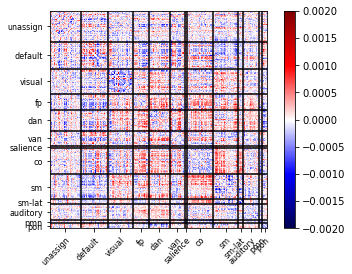 unassign
default
visual
fp
dan
van
salience
co
sm
sm-lat
auditory
pmn
pon
unassign
default
visual
fp
dan
van
salience
co
sm
sm-lat
auditory
0.0020
0.0015
0.0010
0.0005
0.0000
−0.0005
−0.0010
−0.0015
−0.0020